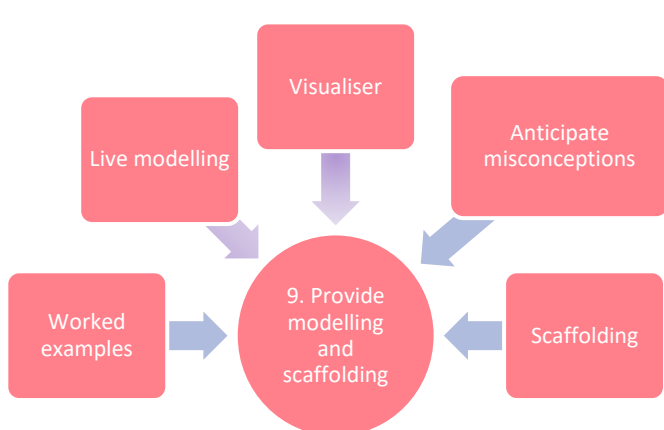 Visualiser
Live modelling
Anticipate
misconceptions
Worked
examples
9. Provide
modelling
and
scaffolding
Scaffolding